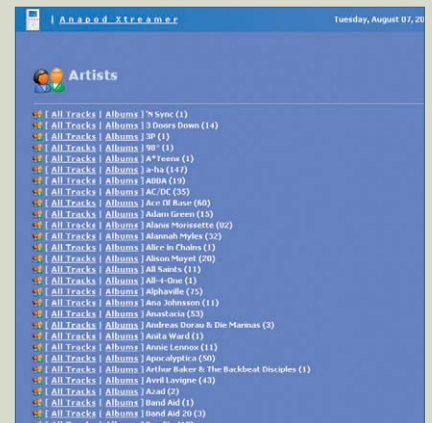 | Anapod Xtreamer
Tuesday, August 07, 20
Artists
[ All Tracks | Albums ] 'N Sync (1)
[ All Tracks | Albums ] 3 Doors Down (14)
[ All Tracks | Albums ] 3P (1)
[ All Tracks | Albums ] 98° (1)
[ All Tracks | Albums ] A*Teens (1)
[ All Tracks | Albums ] a-ha (147)
[ All Tracks | Albums ] ABBA (19)
[ All Tracks | Albums ] AC/DC (35)
[ All Tracks | Albums ] Ace Of Base (60)
[ All Tracks | Albums ] Adam Green (15)
[ All Tracks | Albums ] Alanis Morissette (82)
[ All Tracks | Albums ] Alannah Myles (32)
[ All Tracks | Albums ] Alice in Chains (1)
[ All Tracks | Albums ] Alison Moyet (20)
[ All Tracks | Albums ] All Saints (11)
[ All Tracks | Albums ] All-4-One (1)
[ All Tracks | Albums ] Alphaville (75)
[ All Tracks | Albums ] Ana Johnsson (11)
[ All Tracks | Albums ] Anastacia (53)
[ All Tracks | Albums ] Andreas Dorau & Die Marinas (3)
[ All Tracks | Albums ] Anita Ward (1)
[ All Tracks | Albums ] Annie Lennox (11)
[ All Tracks | Albums ] Apocalyptica (50)
[ All Tracks | Albums ] Arthur Baker & The Backbeat Disciples (1)
[ All Tracks | Albums ] Avril Lavigne (43)
[ All Tracks | Albums ] Azad (2)
[ All Tracks | Albums ] Band Aid (1)
[ All Tracks | Albums ] Band Aid 20 (3)